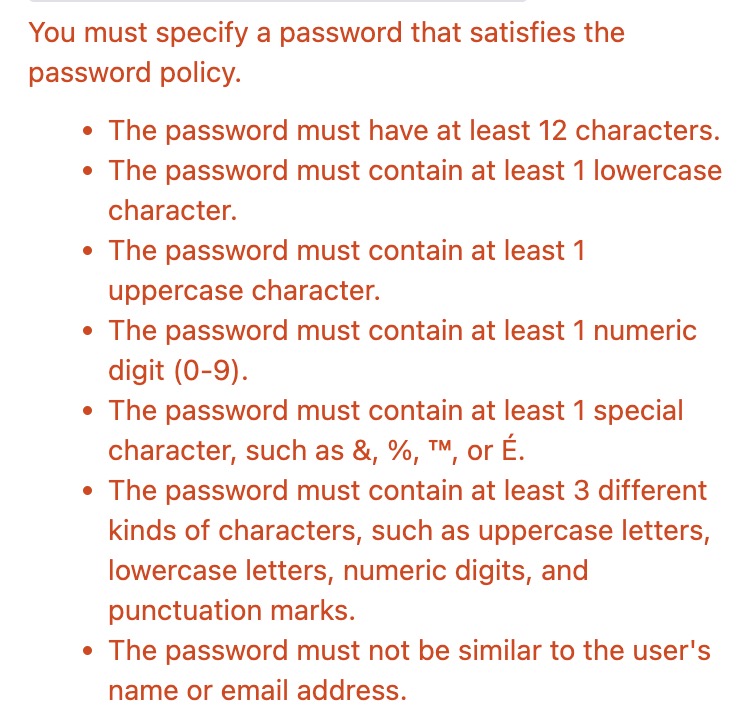 You must specify a password that satisfies the
password policy.
• The password must have at least 12 characters.
• The password must contain at least 1 lowercase
character.
• The password must contain at least 1
uppercase character.
• The password must contain at least 1 numeric
digit (0-9).
• The password must contain at least 1 special
character, such as &, %, ™, or É.
• The password must contain at least 3 different
kinds of characters, such as uppercase letters,
lowercase letters, numeric digits, and
punctuation marks.
• The password must not be similar to the user's
name or email address.